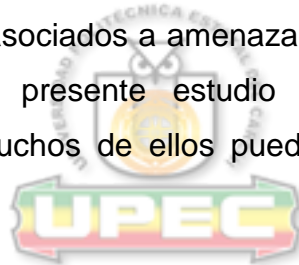 asociados a amenaza
presente estudio
uchos de ellos pued
UPEC